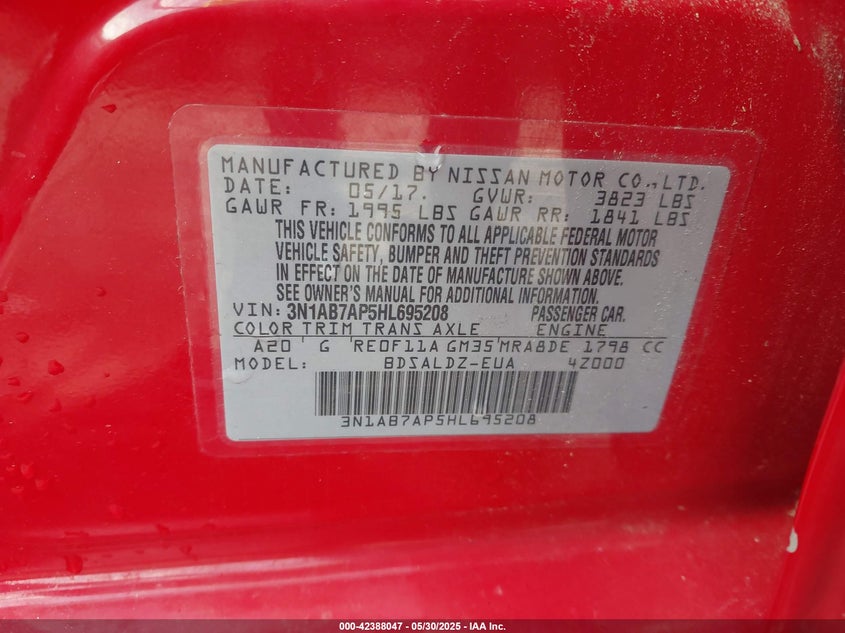 MANUFACTURED BY NISSAN MOTOR CO.,LTD.
DATE: 05/17. GVWR: 3823 LBS
GAWR FR: 1995 LBS GAWR RR: 1841 LBS
THIS VEHICLE CONFORMS TO ALL APPLICABLE FEDERAL MOTOR
VEHICLE SAFETY, BUMPER AND THEFT PREVENTION STANDARDS
IN EFFECT ON THE DATE OF MANUFACTURE SHOWN ABOVE.
SEE OWNER'S MANUAL FOR ADDITIONAL INFORMATION.
VIN: 3N1AB7AP5HL695208 PASSENGER CAR.
COLOR TRIM TRANS AXLE ENGINE
A20 G RE0F11A GM35 MRA8DE 1798 CC
MODEL: BDSALDZ-EUA 4Z000
3N1AB7AP5HL695208
000-42388047 — 05/30/2025 — IAA Inc.